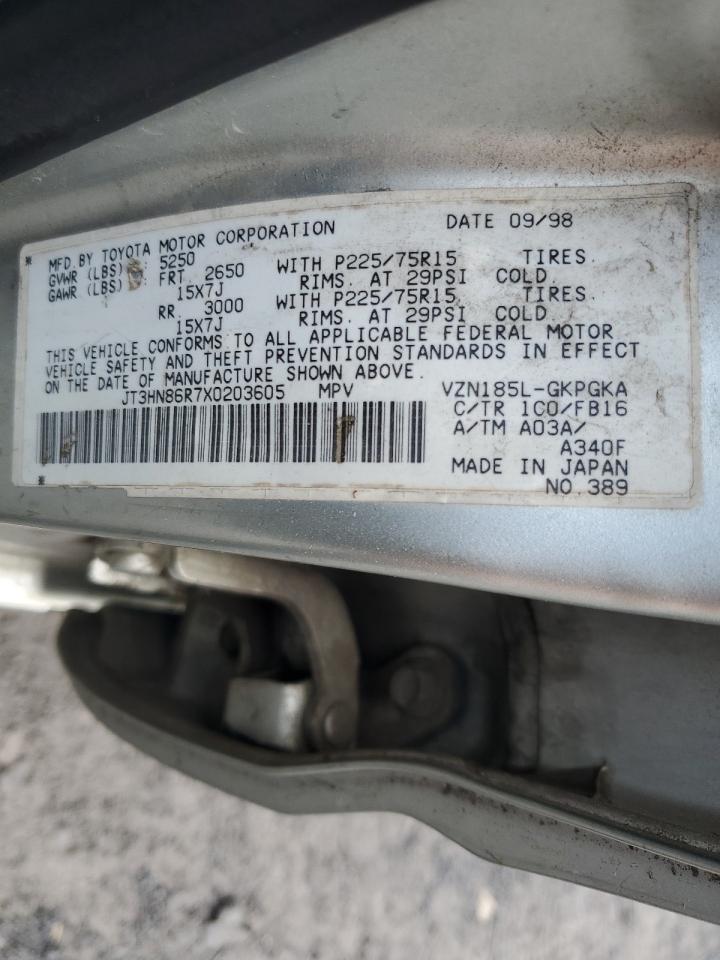 MFD.BY TOYOTA MOTOR CORPORATION DATE 09/98
GVWR (LBS) 5250
GAWR (LBS) FRT 2650 WITH P225/75R15 TIRES.
15X7J RIMS. AT 29PSI COLD.
RR. 3000 WITH P225/75R15 TIRES.
15X7J RIMS. AT 29PSI COLD.
THIS VEHICLE CONFORMS TO ALL APPLICABLE FEDERAL MOTOR
VEHICLE SAFETY AND THEFT PREVENTION STANDARDS IN EFFECT
ON THE DATE OF MANUFACTURE SHOWN ABOVE.
JT3HN86R7X0203605 MPV VZN185L-GKPGKA
C/TR 1C0/FB16
A/TM A03A/
A340F
MADE IN JAPAN
NO.389